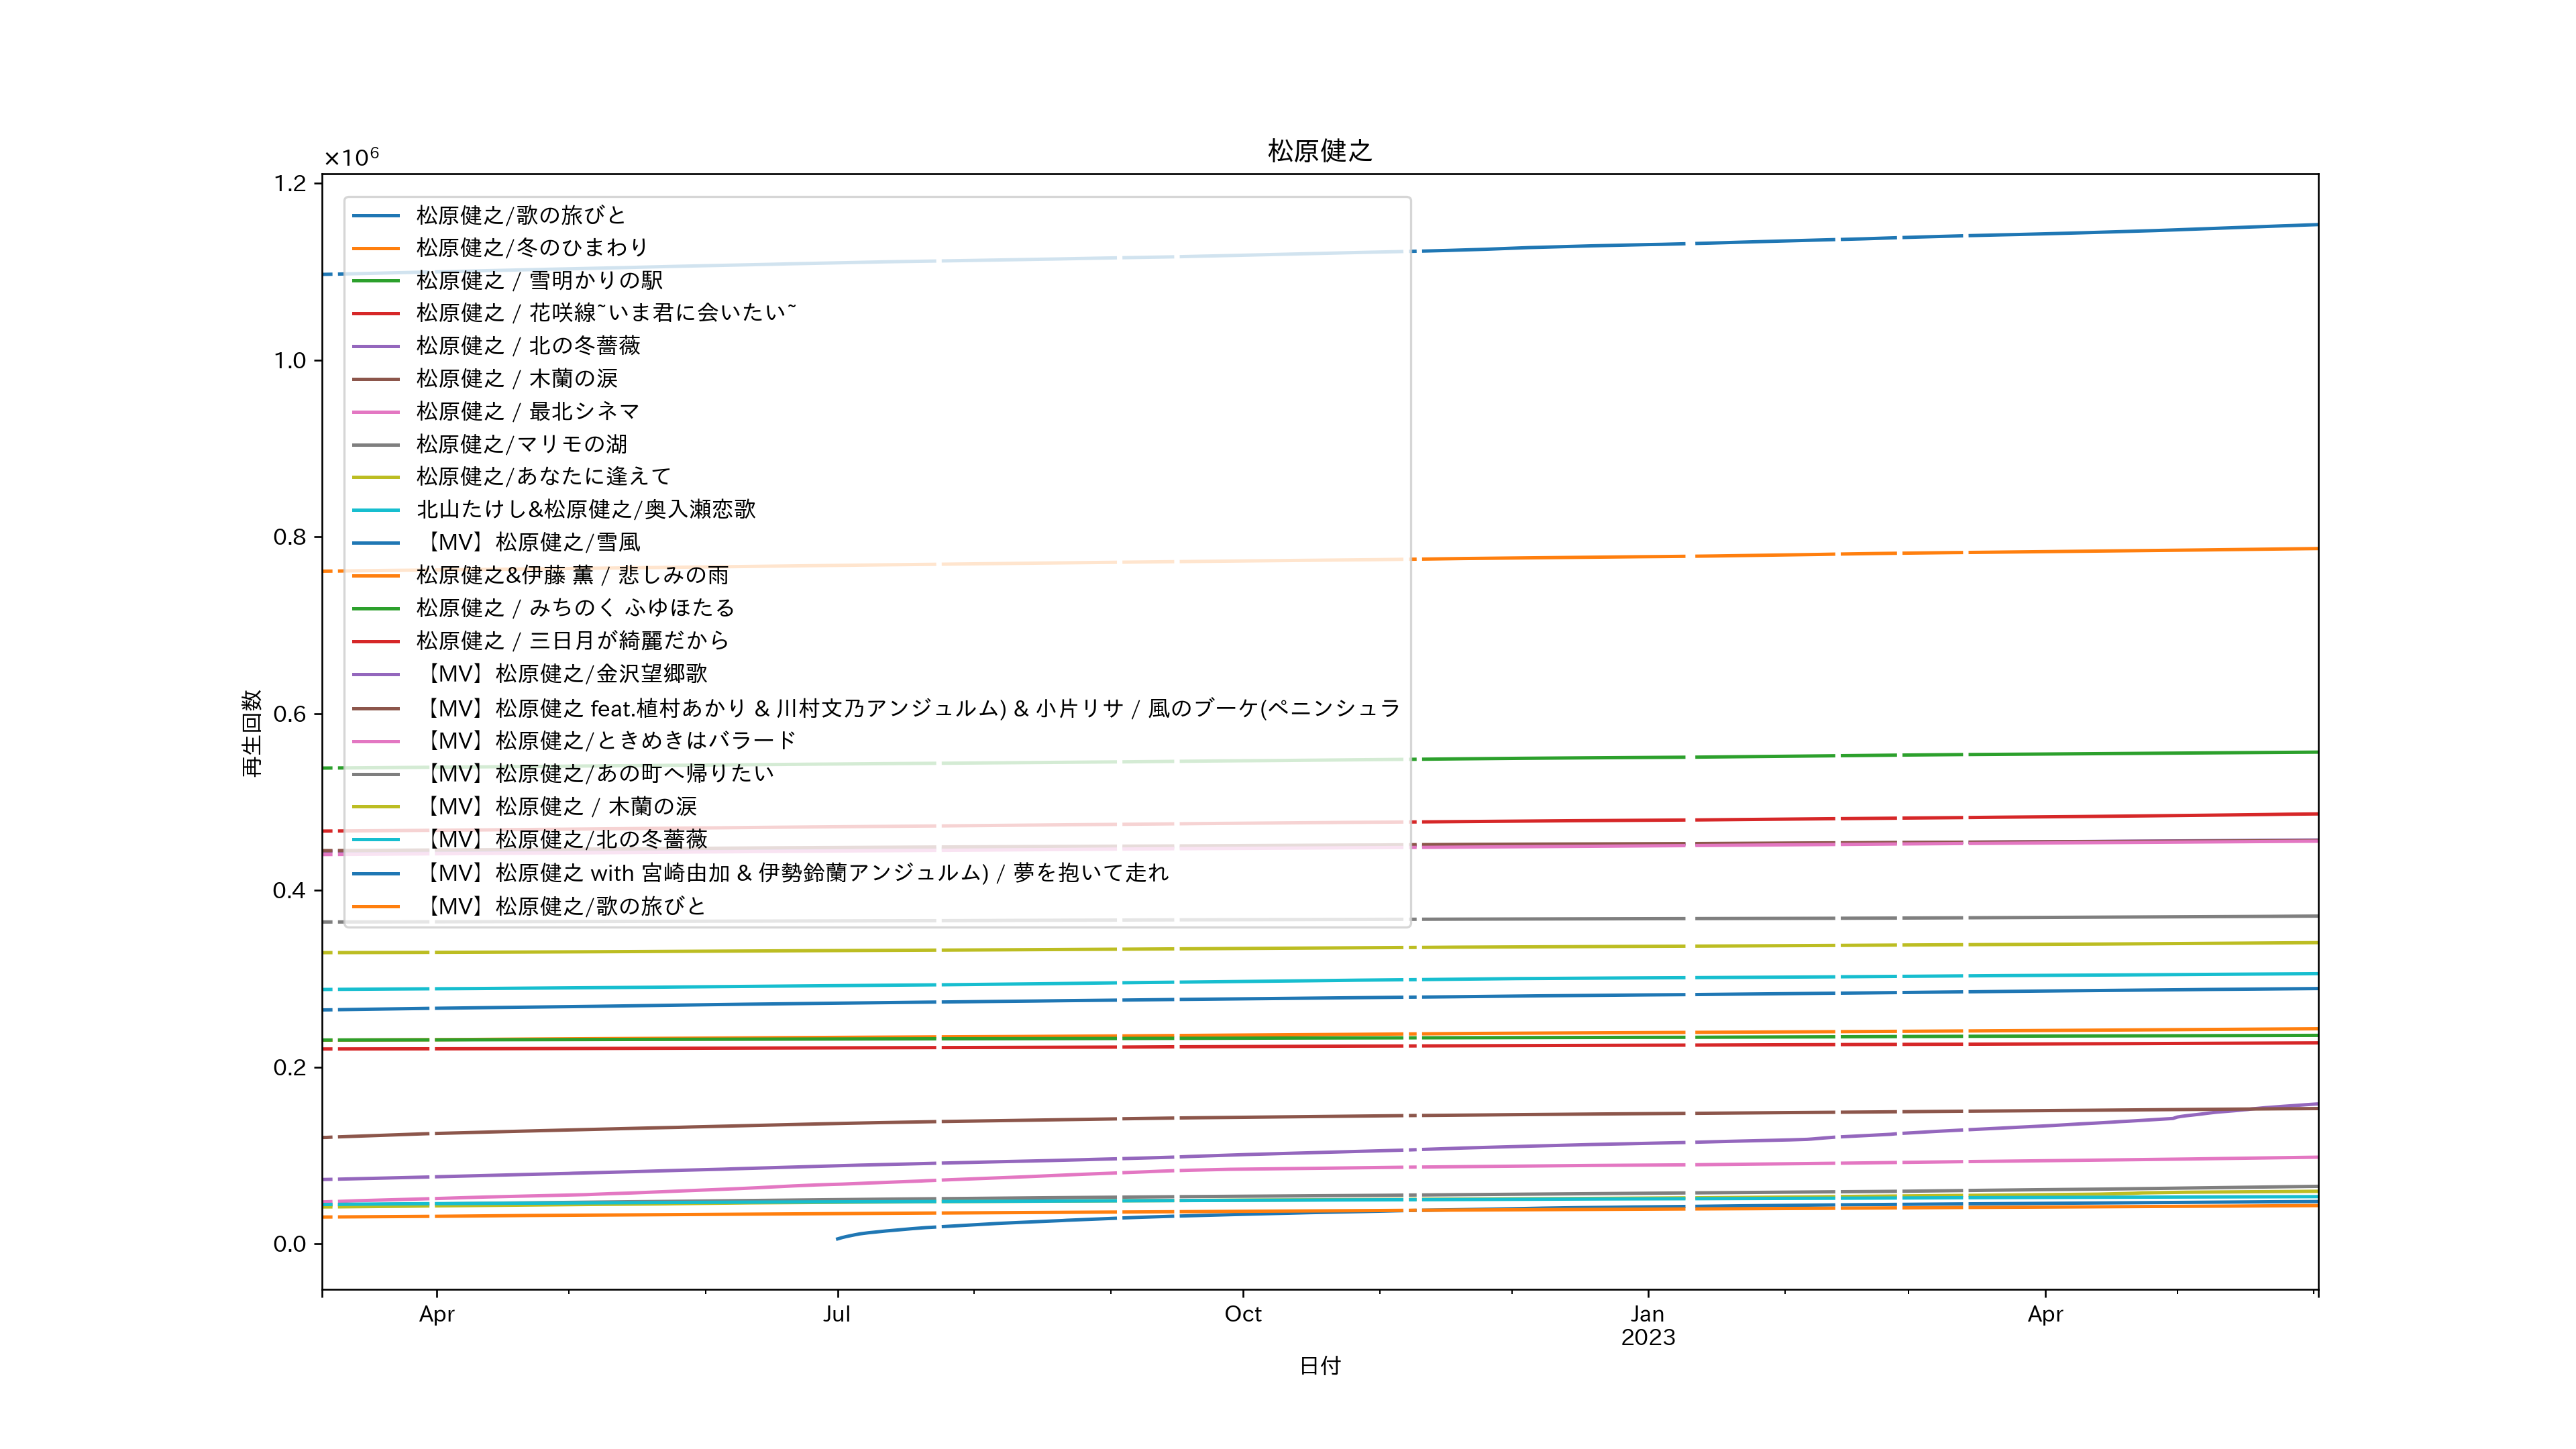 松原健之
×10⁶
1.2
1.0
0.8
0.6
0.4
0.2
0.0
再生回数
松原健之/歌の旅びと
松原健之/冬のひまわり
松原健之 / 雪明かりの駅
松原健之 / 花咲線~いま君に会いたい~
松原健之 / 北の冬薔薇
松原健之 / 木蘭の涙
松原健之 / 最北シネマ
松原健之/マリモの湖
松原健之/あなたに逢えて
北山たけし&松原健之/奥入瀬恋歌
【MV】松原健之/雪風
松原健之&伊藤 薫 / 悲しみの雨
松原健之 / みちのく ふゆほたる
松原健之 / 三日月が綺麗だから
【MV】松原健之/金沢望郷歌
【MV】松原健之 feat.植村あかり & 川村文乃アンジュルム) & 小片リサ / 風のブーケ(ペニンシュラ
【MV】松原健之/ときめきはバラード
【MV】松原健之/あの町へ帰りたい
【MV】松原健之 / 木蘭の涙
【MV】松原健之/北の冬薔薇
【MV】松原健之 with 宮崎由加 & 伊勢鈴蘭アンジュルム) / 夢を抱いて走れ
【MV】松原健之/歌の旅びと
Apr Jul Oct Jan Apr
2023
日付